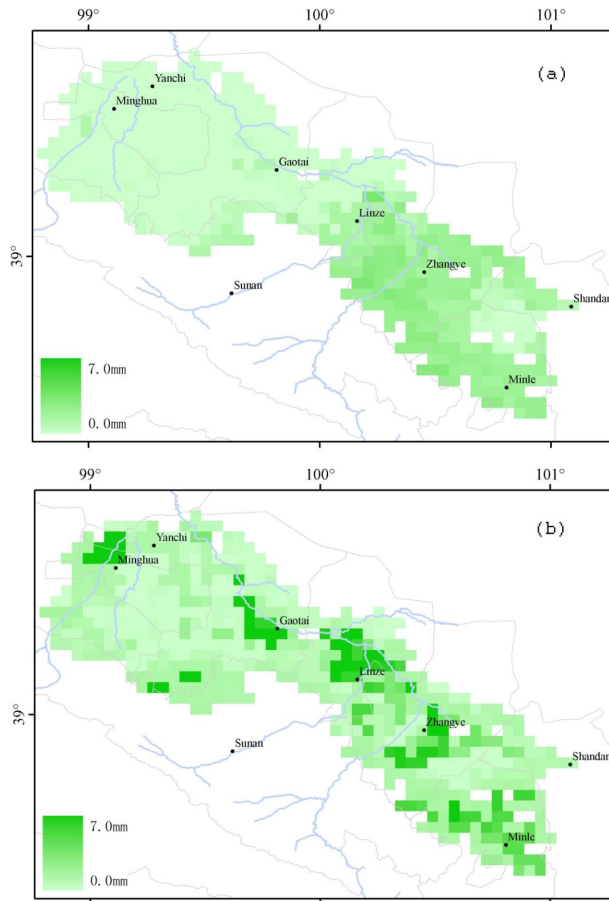 99° 100° 101°
(a)
Yanchi
Minghua
Gaotai
Linze
39°
Zhangye
Sunan
Shandan
7.0mm
0.0mm
Minle
99° 100° 101°
(b)
Yanchi
Minghua
Gaotai
Linze
39°
Zhangye
Sunan
Shandan
7.0mm
0.0mm
Minle